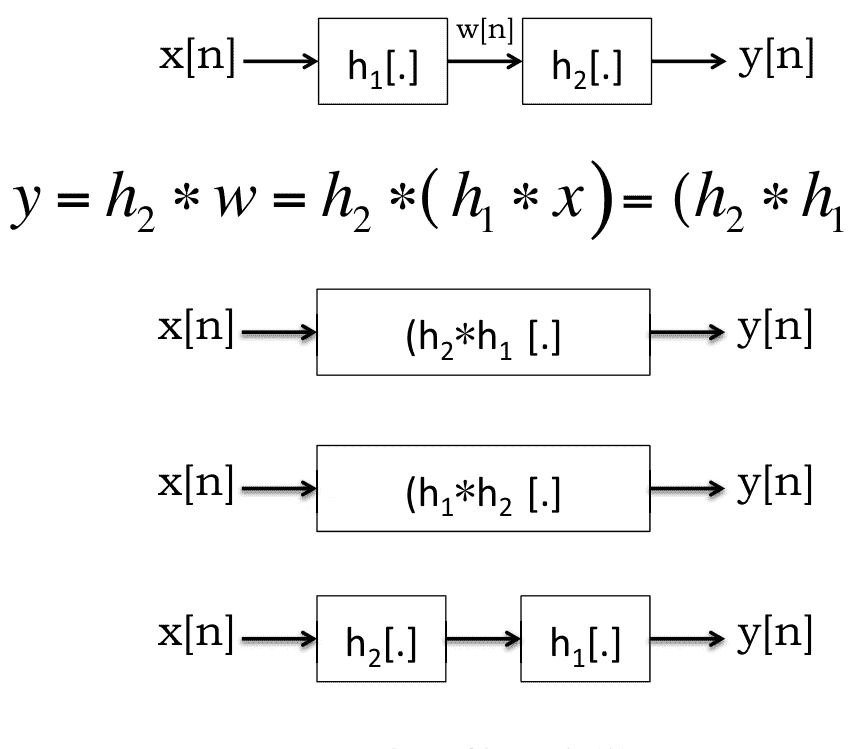 x[n] h₁[.] w[n] h₂[.] y[n]
y = h₂ * w = h₂ *( h₁ * x ) = (h₂ * h₁
x[n] (h₂*h₁ [.] y[n]
x[n] (h₁*h₂ [.] y[n]
x[n] h₂[.] h₁[.] y[n]